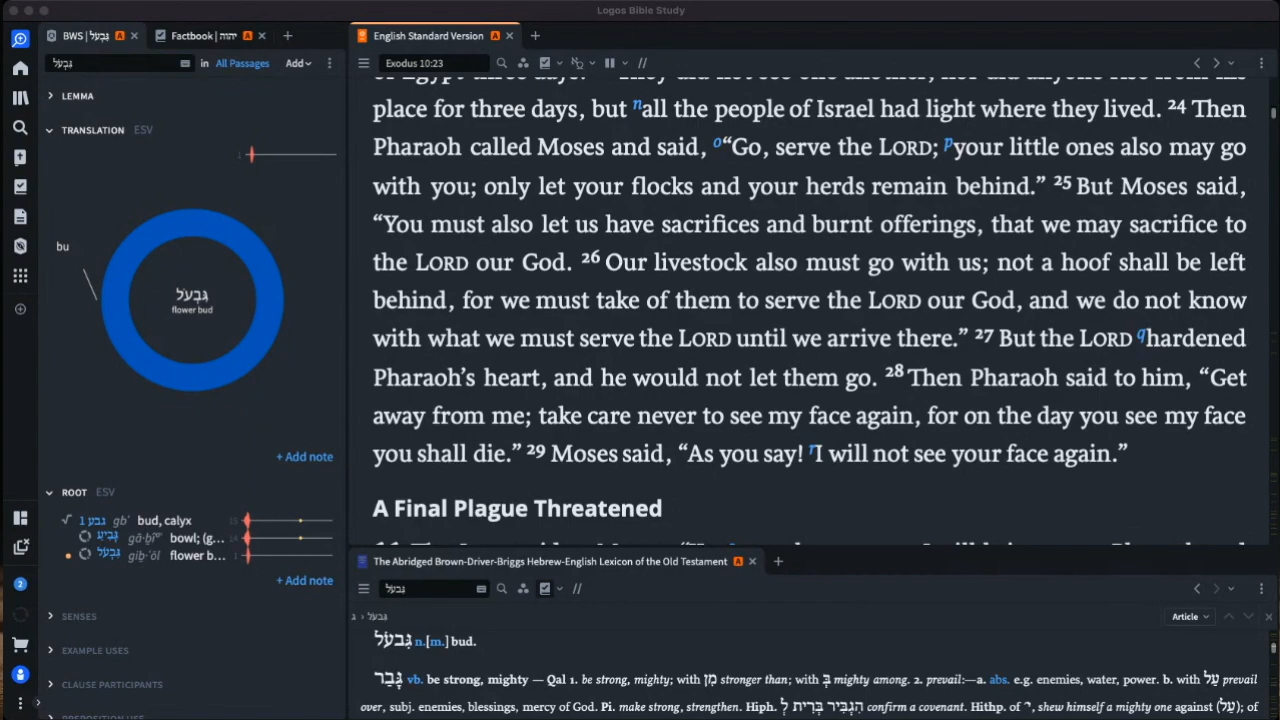 Logos Bible Study
BWS | גִּבְעֹל A
Factbook | יהוה A
English Standard Version A
גִּבְעֹל in All Passages Add
Exodus 10:23
LEMMA
TRANSLATION ESV
1
bu
גִּבְעֹל
flower bud
+ Add note
ROOT ESV
גבע 1 gbʿ bud, calyx 15
גָּבִיעַ gā·ḇîaʿ bowl; (g... 14
גִּבְעֹל giḇ·ʿōl flower b... 1
+ Add note
SENSES
EXAMPLE USES
CLAUSE PARTICIPANTS
2
place for three days, but n all the people of Israel had light where they lived. 24 Then
Pharaoh called Moses and said, o “Go, serve the LORD; p your little ones also may go
with you; only let your flocks and your herds remain behind.” 25 But Moses said,
“You must also let us have sacrifices and burnt offerings, that we may sacrifice to
the LORD our God. 26 Our livestock also must go with us; not a hoof shall be left
behind, for we must take of them to serve the LORD our God, and we do not know
with what we must serve the LORD until we arrive there.” 27 But the LORD q hardened
Pharaoh’s heart, and he would not let them go. 28 Then Pharaoh said to him, “Get
away from me; take care never to see my face again, for on the day you see my face
you shall die.” 29 Moses said, “As you say! r I will not see your face again.”
A Final Plague Threatened
The Abridged Brown-Driver-Briggs Hebrew-English Lexicon of the Old Testament A
גִּבְעֹל
ג › גִּבְעֹל
Article
גִּבְעֹל n.[m.] bud.
גָּבַר vb. be strong, mighty — Qal 1. be strong, mighty; with מִן stronger than; with בְּ mighty among. 2. prevail:—a. abs. e.g. enemies, water, power. b. with עַל prevail
over, subj. enemies, blessings, mercy of God. Pi. make strong, strengthen. Hiph. הִגְבִּיר בְּרִית לְ confirm a covenant. Hithp. of י׳, shew himself a mighty one against (עַל); of